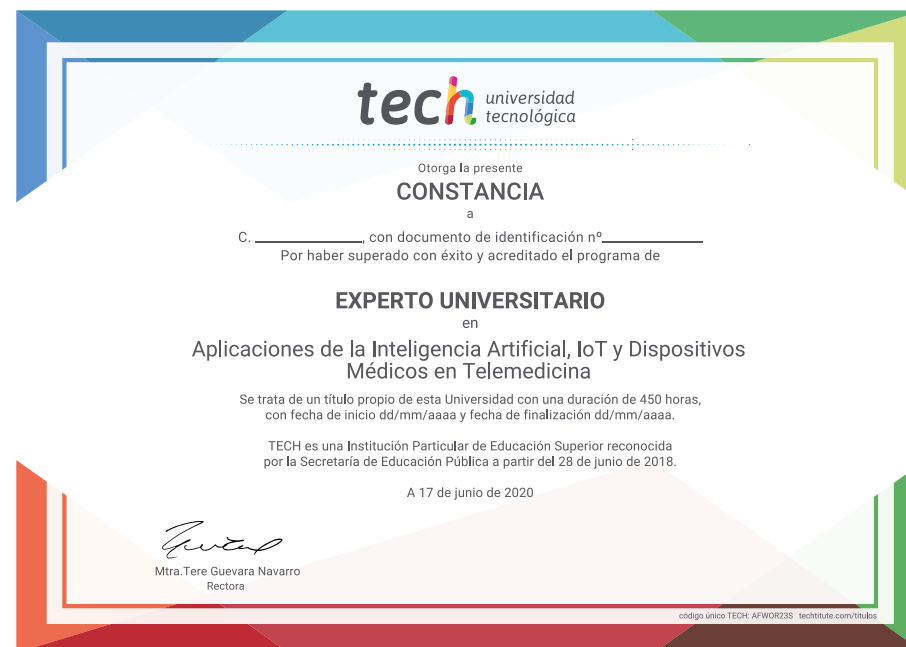 tech universidad
tecnológica
Otorga la presente
CONSTANCIA
a
C. ____________, con documento de identificación nº____________
Por haber superado con éxito y acreditado el programa de
EXPERTO UNIVERSITARIO
en
Aplicaciones de la Inteligencia Artificial, IoT y Dispositivos
Médicos en Telemedicina
Se trata de un título propio de esta Universidad con una duración de 450 horas,
con fecha de inicio dd/mm/aaaa y fecha de finalización dd/mm/aaaa.
TECH es una Institución Particular de Educación Superior reconocida
por la Secretaría de Educación Pública a partir del 28 de junio de 2018.
A 17 de junio de 2020
Mtra.Tere Guevara Navarro
Rectora
código único TECH: AFWOR23S techtitute.com/titulos